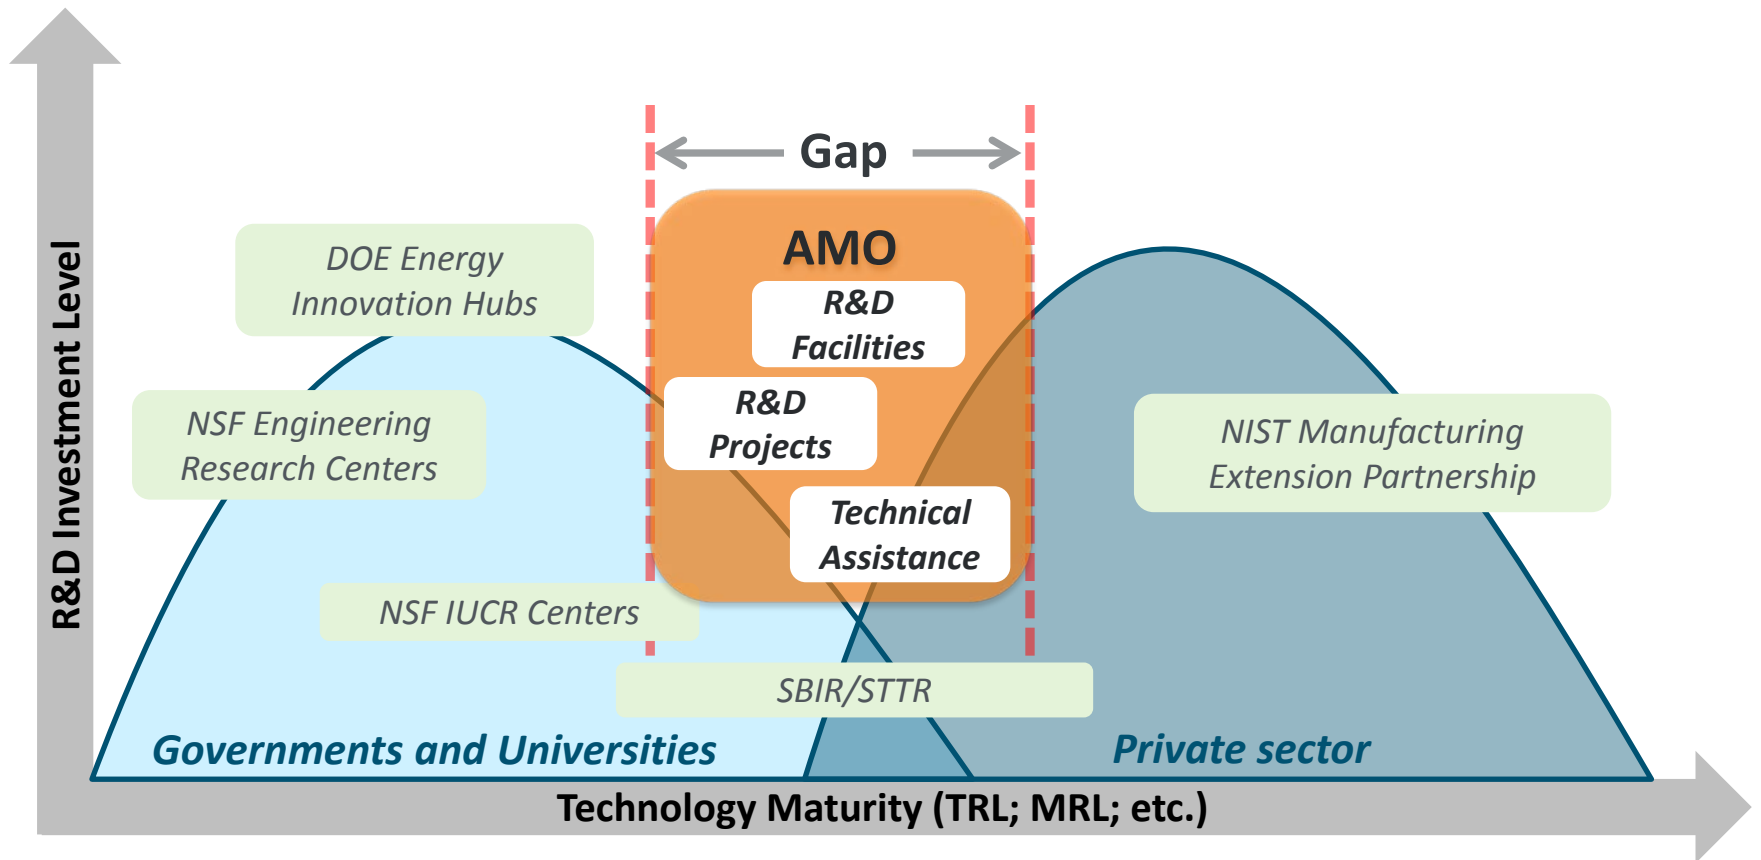 R&D Investment Level
Gap
AMO
R&D
Facilities
R&D
Projects
Technical
Assistance
DOE Energy
Innovation Hubs
NSF Engineering
Research Centers
NSF IUCR Centers
SBIR/STTR
NIST Manufacturing
Extension Partnership
Governments and Universities
Private sector
Technology Maturity (TRL; MRL; etc.)